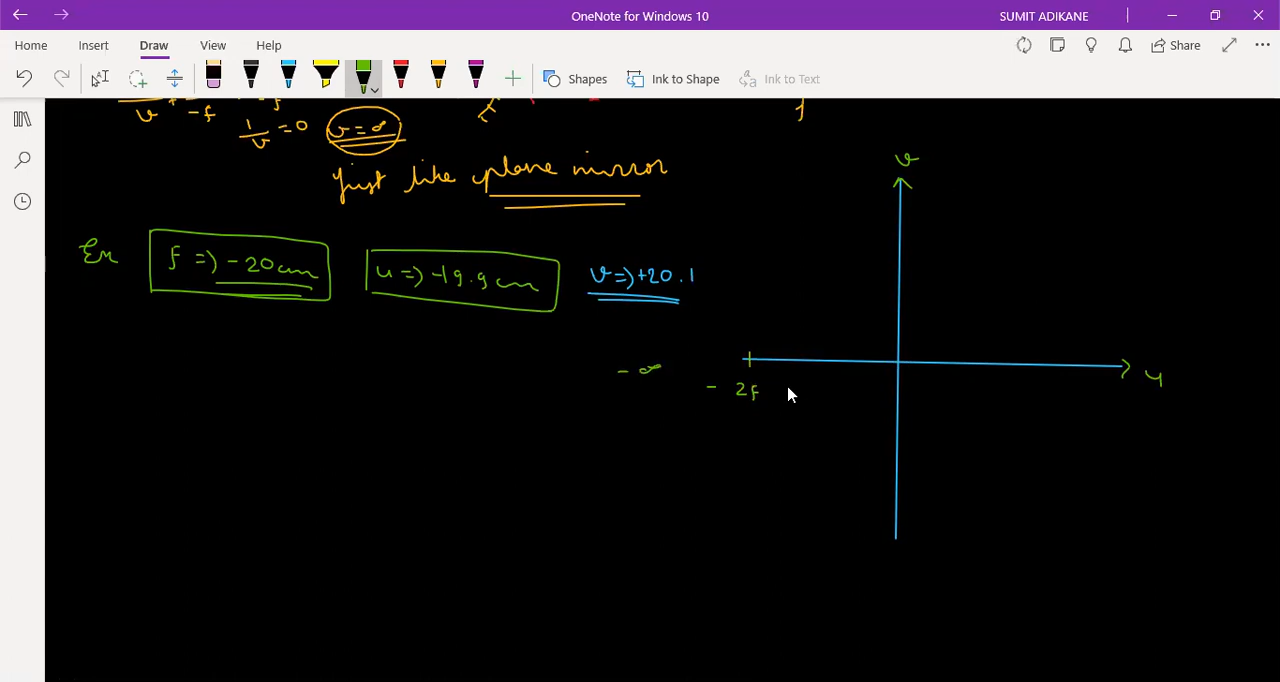 OneNote for Windows 10
SUMIT ADIKANE
Home Insert Draw View Help
Share
Shapes
Ink to Shape
Ink to Text
v + -f
1/v = 0 v = ∞
just like plane mirror
Ex f => -20cm u => -19.9cm v => +20.1
v
u
- ∞
- 2f